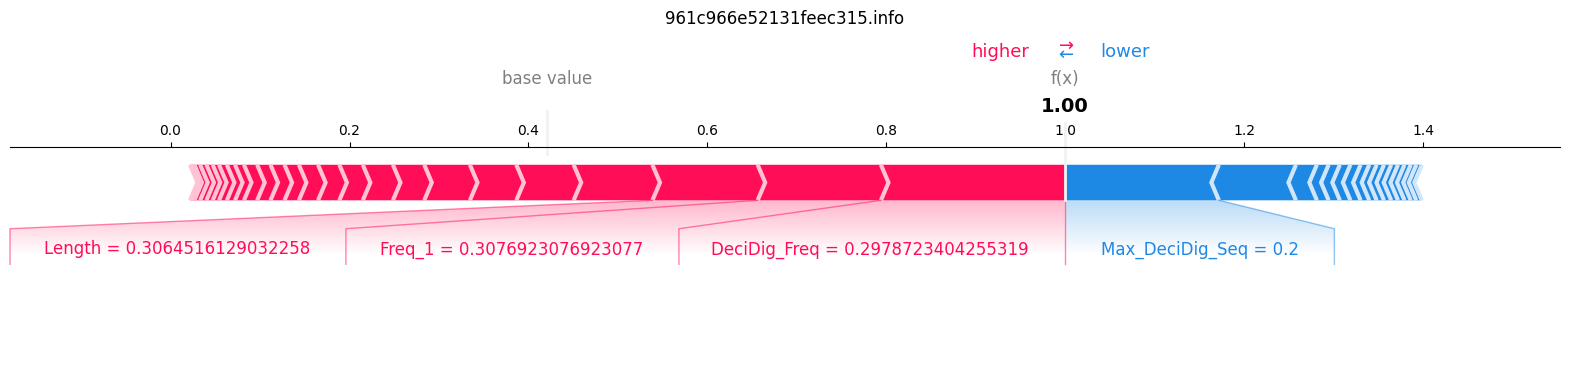 961c966e52131feec315.info
higher ⇄ lower
base value f(x)
1.00
0.0 0.2 0.4 0.6 0.8 1.0 1.2 1.4
Length = 0.3064516129032258 Freq_1 = 0.3076923076923077 DeciDig_Freq = 0.2978723404255319 Max_DeciDig_Seq = 0.2